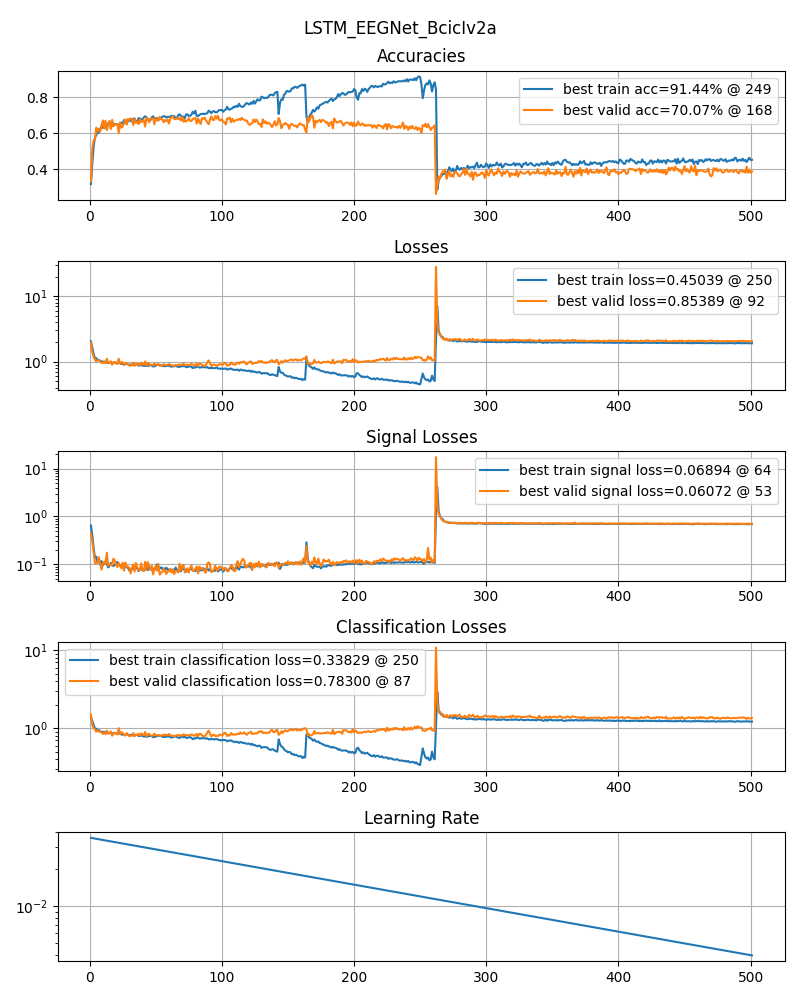 LSTM_EEGNet_BcicIv2a
Accuracies
best train acc=91.44% @ 249
best valid acc=70.07% @ 168
0.8
0.6
0.4
0 100 200 300 400 500
Losses
best train loss=0.45039 @ 250
best valid loss=0.85389 @ 92
10¹
10⁰
0 100 200 300 400 500
Signal Losses
best train signal loss=0.06894 @ 64
best valid signal loss=0.06072 @ 53
10¹
10⁰
10⁻¹
0 100 200 300 400 500
Classification Losses
best train classification loss=0.33829 @ 250
best valid classification loss=0.78300 @ 87
10¹
10⁰
0 100 200 300 400 500
Learning Rate
10⁻²
0 100 200 300 400 500